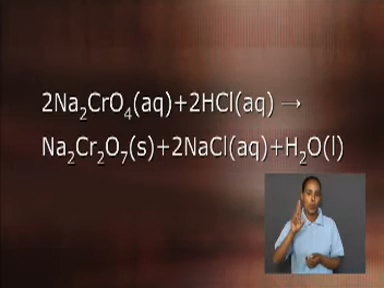 2Na₂CrO₄(aq)+2HCl(aq) →
Na₂Cr₂O₇(s)+2NaCl(aq)+H₂O(l)